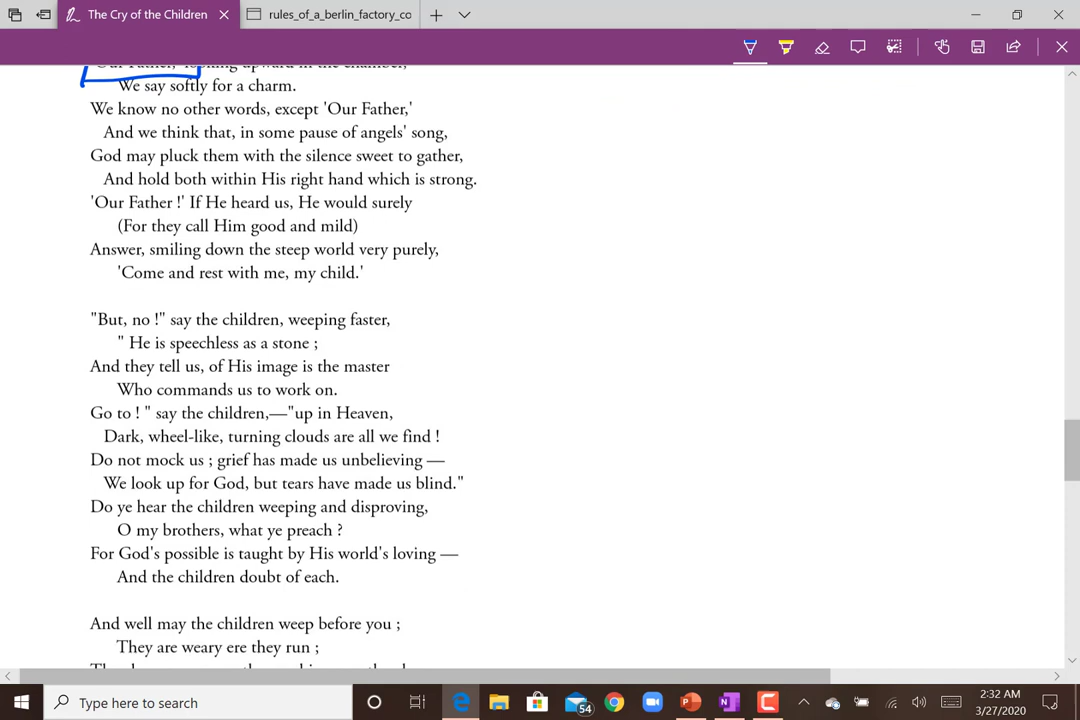 The Cry of the Children
rules_of_a_berlin_factory_co
We say softly for a charm.
We know no other words, except 'Our Father,'
And we think that, in some pause of angels' song,
God may pluck them with the silence sweet to gather,
And hold both within His right hand which is strong.
'Our Father !' If He heard us, He would surely
(For they call Him good and mild)
Answer, smiling down the steep world very purely,
'Come and rest with me, my child.'
"But, no !" say the children, weeping faster,
" He is speechless as a stone ;
And they tell us, of His image is the master
Who commands us to work on.
Go to ! " say the children,—"up in Heaven,
Dark, wheel-like, turning clouds are all we find !
Do not mock us ; grief has made us unbelieving —
We look up for God, but tears have made us blind."
Do ye hear the children weeping and disproving,
O my brothers, what ye preach ?
For God's possible is taught by His world's loving —
And the children doubt of each.
And well may the children weep before you ;
They are weary ere they run ;
Type here to search
54
2:32 AM
3/27/2020